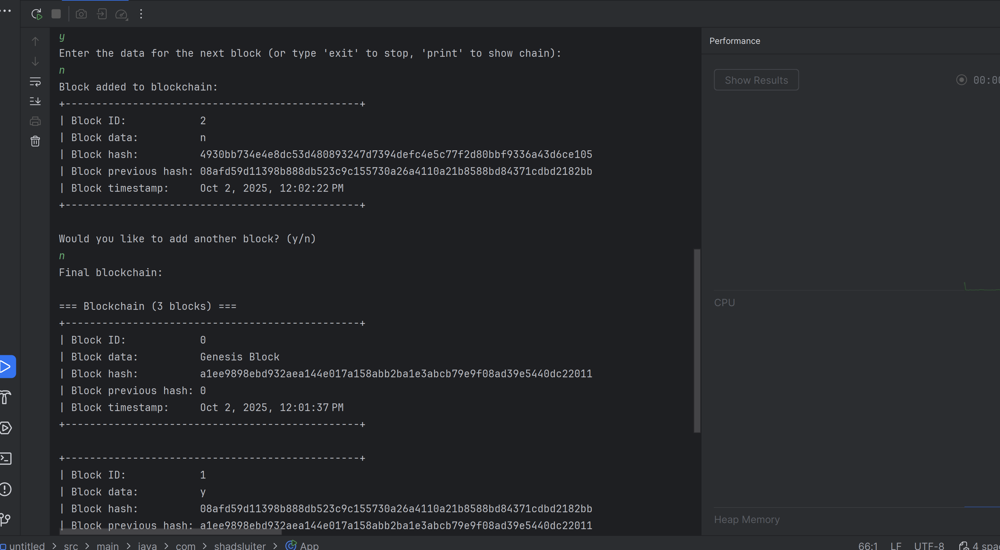 y
Enter the data for the next block (or type 'exit' to stop, 'print' to show chain):
n
Block added to blockchain:
+------------------------------------------------+
| Block ID:            2
| Block data:          n
| Block hash:          4930bb734e4e8dc53d480893247d7394defc4e5c77f2d80bbf9336a43d6ce105
| Block previous hash: 08afd59d11398b888db523c9c155730a26a4110a21b8588bd84371cdbd2182bb
| Block timestamp:     Oct 2, 2025, 12:02:22 PM
+------------------------------------------------+
Would you like to add another block? (y/n)
n
Final blockchain:
=== Blockchain (3 blocks) ===
+------------------------------------------------+
| Block ID:            0
| Block data:          Genesis Block
| Block hash:          a1ee9898ebd932aea144e017a158abb2ba1e3abcb79e9f08ad39e5440dc22011
| Block previous hash: 0
| Block timestamp:     Oct 2, 2025, 12:01:37 PM
+------------------------------------------------+
+------------------------------------------------+
| Block ID:            1
| Block data:          y
| Block hash:          08afd59d11398b888db523c9c155730a26a4110a21b8588bd84371cdbd2182bb
| Block previous hash: a1ee9898ebd932aea144e017a158abb2ba1e3abcb79e9f08ad39e5440dc22011
Performance
Show Results
CPU
Heap Memory
untitled > src > main > java > com > shadsluiter > App
66:1 LF UTF-8 4